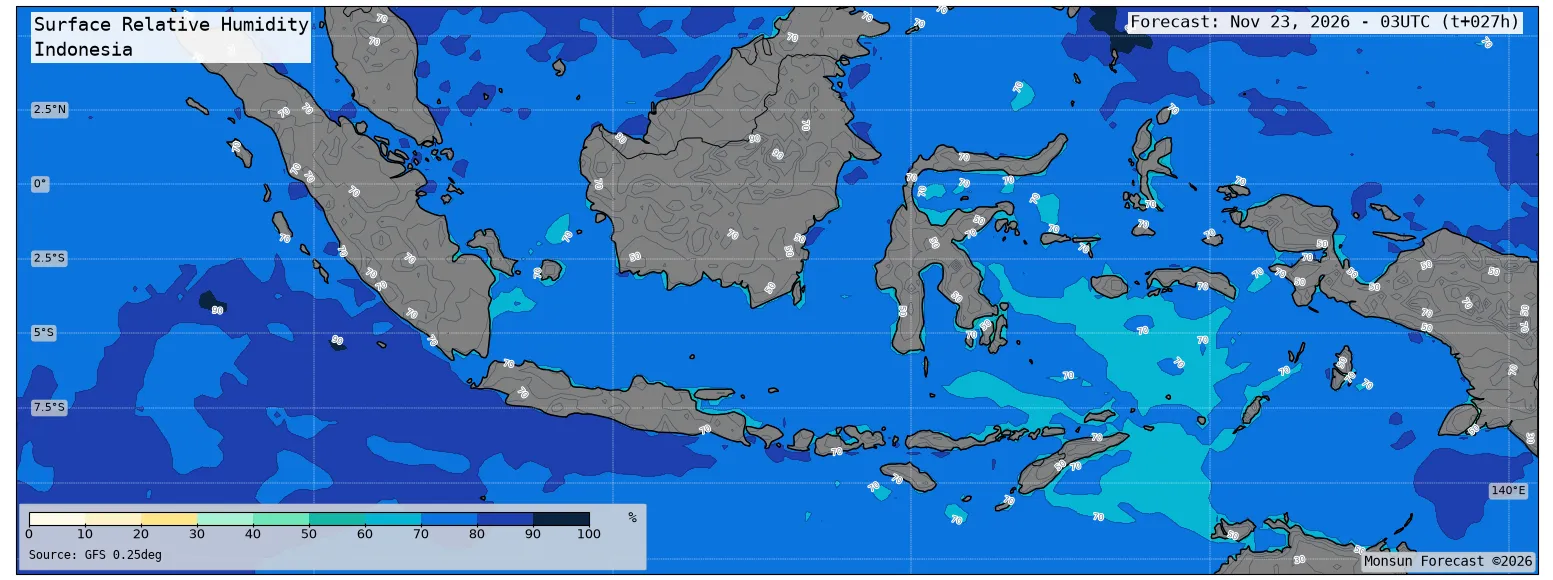 Surface Relative Humidity
Indonesia
Forecast: Nov 23, 2026 - 03UTC (t+027h)
2.5°N
0°
2.5°S
5°S
7.5°S
140°E
%
0 10 20 30 40 50 60 70 80 90 100
Source: GFS 0.25deg
Monsun Forecast ©2026